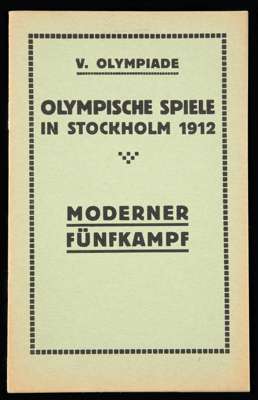 V. OLYMPIADE
OLYMPISCHE SPIELE
IN STOCKHOLM 1912
MODERNER
FÜNFKAMPF